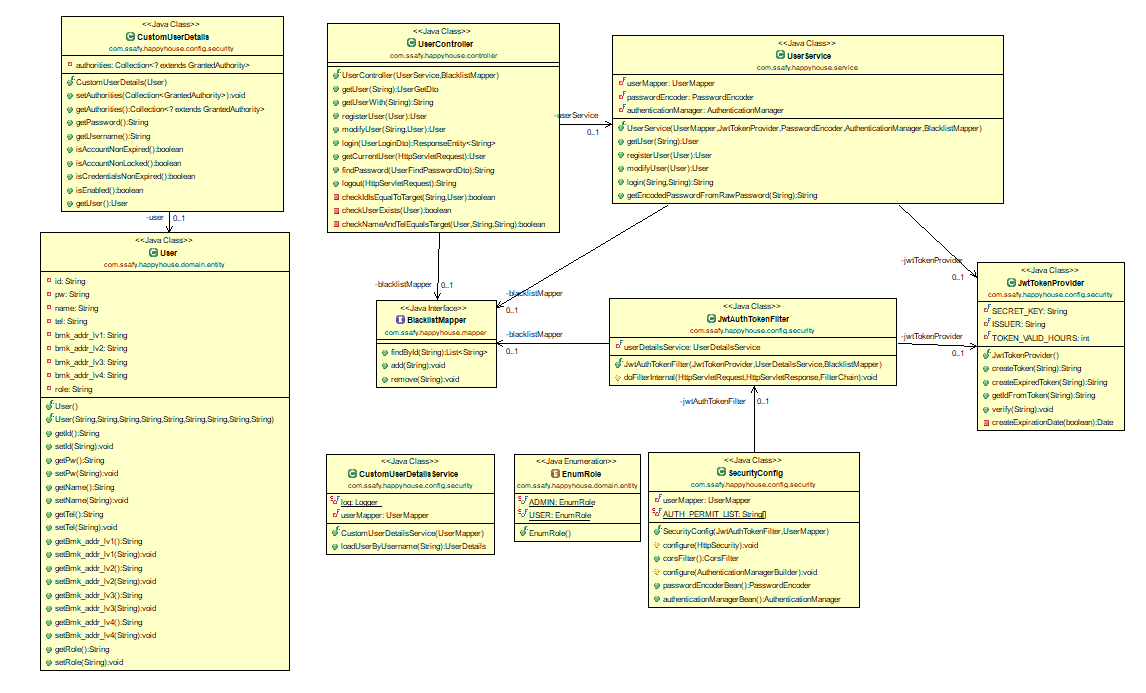 <<Java Class>>
CustomUserDetails
com.ssafy.happyhouse.config.security
authorities: Collection<? extends GrantedAuthority>
CustomUserDetails(User)
setAuthorities(Collection<GrantedAuthority>):void
getAuthorities():Collection<? extends GrantedAuthority>
getPassword():String
getUsername():String
isAccountNonExpired():boolean
isAccountNonLocked():boolean
isCredentialsNonExpired():boolean
isEnabled():boolean
getUser():User
-user
0..1
<<Java Class>>
User
com.ssafy.happyhouse.domain.entity
id: String
pw: String
name: String
tel: String
bmk_addr_lv1: String
bmk_addr_lv2: String
bmk_addr_lv3: String
bmk_addr_lv4: String
role: String
User()
User(String,String,String,String,String,String,String,String,String)
getId():String
setId(String):void
getPw():String
setPw(String):void
getName():String
setName(String):void
getTel():String
setTel(String):void
getBmk_addr_lv1():String
setBmk_addr_lv1(String):void
getBmk_addr_lv2():String
setBmk_addr_lv2(String):void
getBmk_addr_lv3():String
setBmk_addr_lv3(String):void
getBmk_addr_lv4():String
setBmk_addr_lv4(String):void
getRole():String
setRole(String):void
<<Java Class>>
UserController
com.ssafy.happyhouse.controller
UserController(UserService,BlacklistMapper)
getUser(String):UserGetDto
getUserWith(String):String
registerUser(User):User
modifyUser(String,User):User
login(UserLoginDto):ResponseEntity<String>
getCurrentUser(HttpServletRequest):User
findPassword(UserFindPasswordDto):String
logout(HttpServletRequest):String
checkIdIsEqualToTarget(String,User):boolean
checkUserExists(User):boolean
checkNameAndTelEqualsTarget(User,String,String):boolean
-userService
0..1
<<Java Class>>
UserService
com.ssafy.happyhouse.service
userMapper: UserMapper
passwordEncoder: PasswordEncoder
authenticationManager: AuthenticationManager
UserService(UserMapper,JwtTokenProvider,PasswordEncoder,AuthenticationManager,BlacklistMapper)
getUser(String):User
registerUser(User):User
modifyUser(User):User
login(String,String):String
getEncodedPasswordFromRawPassword(String):String
-blacklistMapper
0..1
-blacklistMapper
0..1
-jwtTokenProvider
0..1
<<Java Interface>>
BlacklistMapper
com.ssafy.happyhouse.mapper
findById(String):List<String>
add(String):void
remove(String):void
-blacklistMapper
0..1
<<Java Class>>
JwtAuthTokenFilter
com.ssafy.happyhouse.config.security
userDetailsService: UserDetailsService
JwtAuthTokenFilter(JwtTokenProvider,UserDetailsService,BlacklistMapper)
doFilterInternal(HttpServletRequest,HttpServletResponse,FilterChain):void
-jwtTokenProvider
0..1
<<Java Class>>
JwtTokenProvider
com.ssafy.happyhouse.config.security
SECRET_KEY: String
ISSUER: String
TOKEN_VALID_HOURS: int
JwtTokenProvider()
createToken(String):String
createExpiredToken(String):String
getIdFromToken(String):String
verify(String):void
createExpirationDate(boolean):Date
-jwtAuthTokenFilter
0..1
<<Java Class>>
CustomUserDetailsService
com.ssafy.happyhouse.config.security
log: Logger
userMapper: UserMapper
CustomUserDetailsService(UserMapper)
loadUserByUsername(String):UserDetails
<<Java Enumeration>>
EnumRole
com.ssafy.happyhouse.domain.entity
ADMIN: EnumRole
USER: EnumRole
EnumRole()
<<Java Class>>
SecurityConfig
com.ssafy.happyhouse.config.security
userMapper: UserMapper
AUTH_PERMIT_LIST: String[]
SecurityConfig(JwtAuthTokenFilter,UserMapper)
configure(HttpSecurity):void
corsFilter():CorsFilter
configure(AuthenticationManagerBuilder):void
passwordEncoderBean():PasswordEncoder
authenticationManagerBean():AuthenticationManager